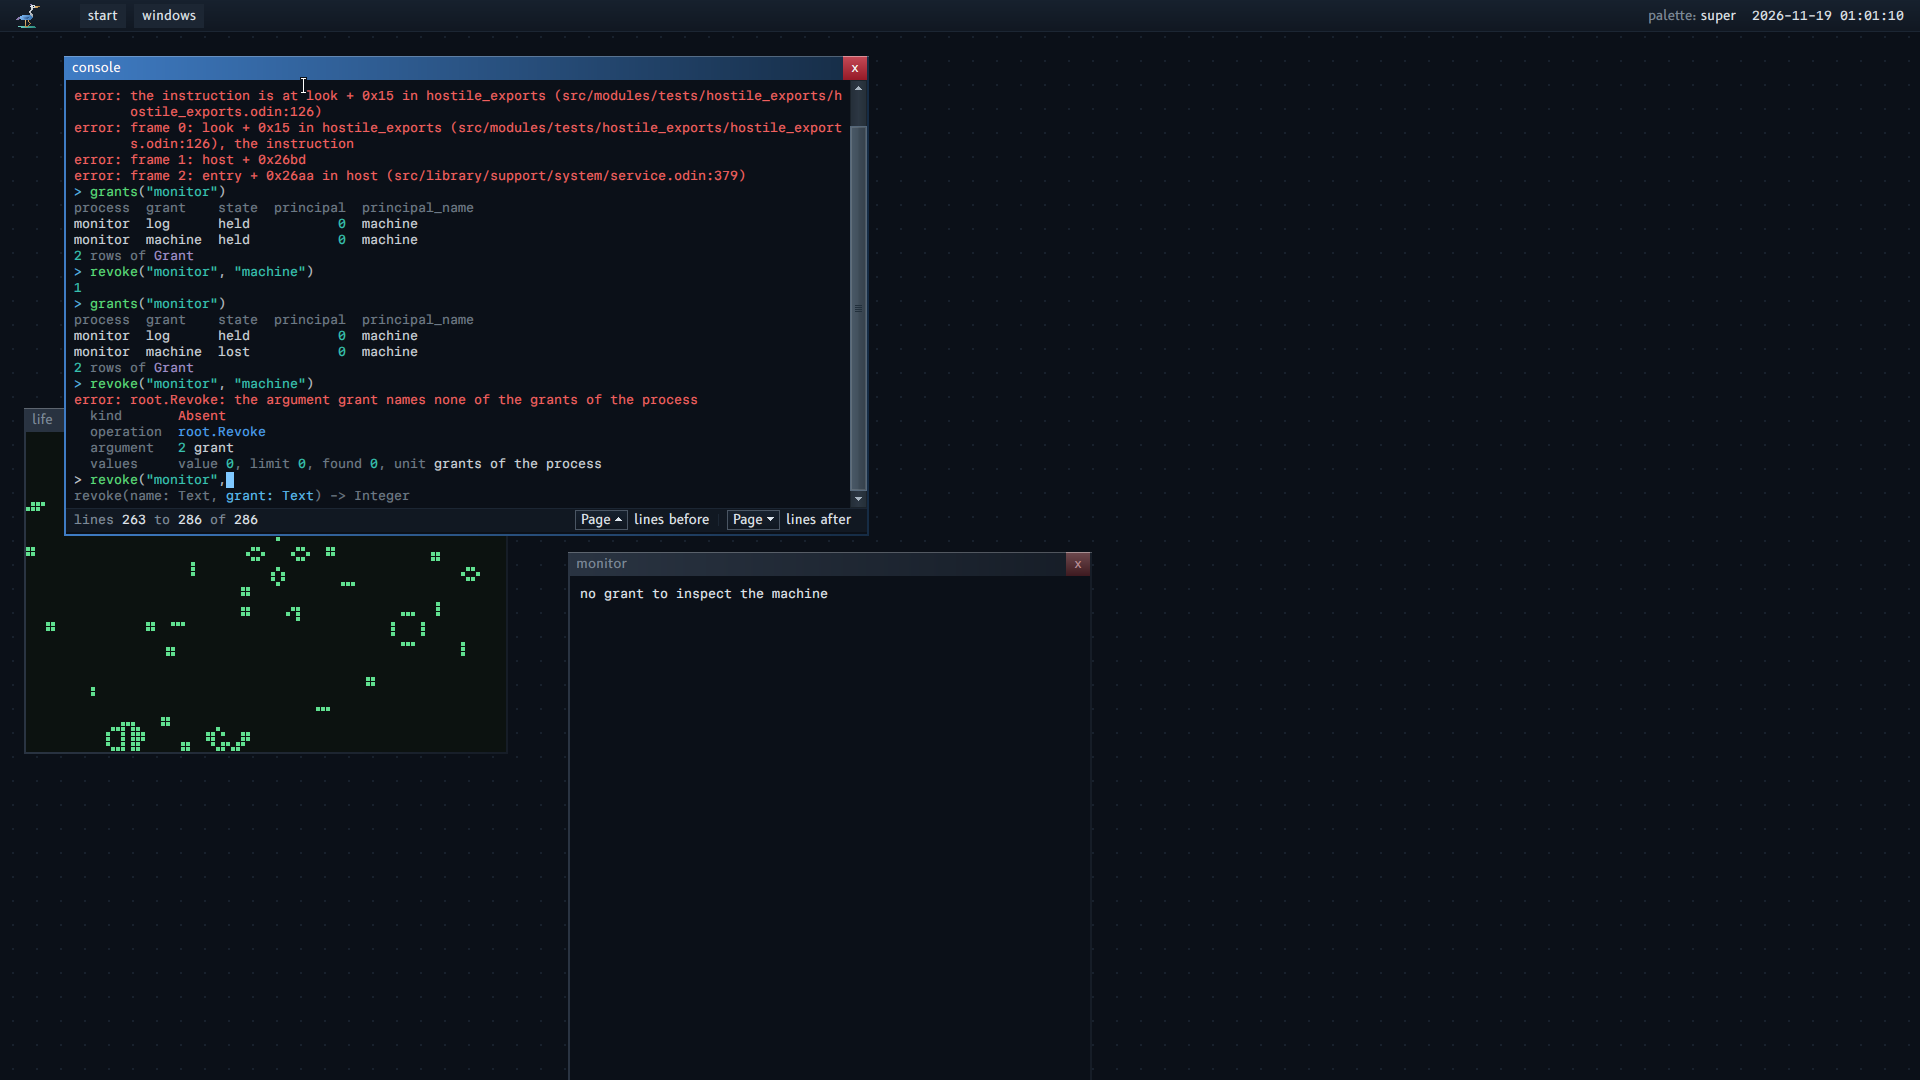 start windows palette: super 2026-11-19 01:01:10
console x
error: the instruction is at look + 0x15 in hostile_exports (src/modules/tests/hostile_exports/h
ostile_exports.odin:126)
error: frame 0: look + 0x15 in hostile_exports (src/modules/tests/hostile_exports/hostile_export
s.odin:126), the instruction
error: frame 1: host + 0x26bd
error: frame 2: entry + 0x26aa in host (src/library/support/system/service.odin:379)
> grants("monitor")
process grant state principal principal_name
monitor log held 0 machine
monitor machine held 0 machine
2 rows of Grant
> revoke("monitor", "machine")
1
> grants("monitor")
process grant state principal principal_name
monitor log held 0 machine
monitor machine lost 0 machine
2 rows of Grant
> revoke("monitor", "machine")
error: root.Revoke: the argument grant names none of the grants of the process
kind Absent
operation root.Revoke
argument 2 grant
values value 0, limit 0, found 0, unit grants of the process
> revoke("monitor",
revoke(name: Text, grant: Text) -> Integer
lines 263 to 286 of 286 Page lines before Page lines after
life
monitor x
no grant to inspect the machine